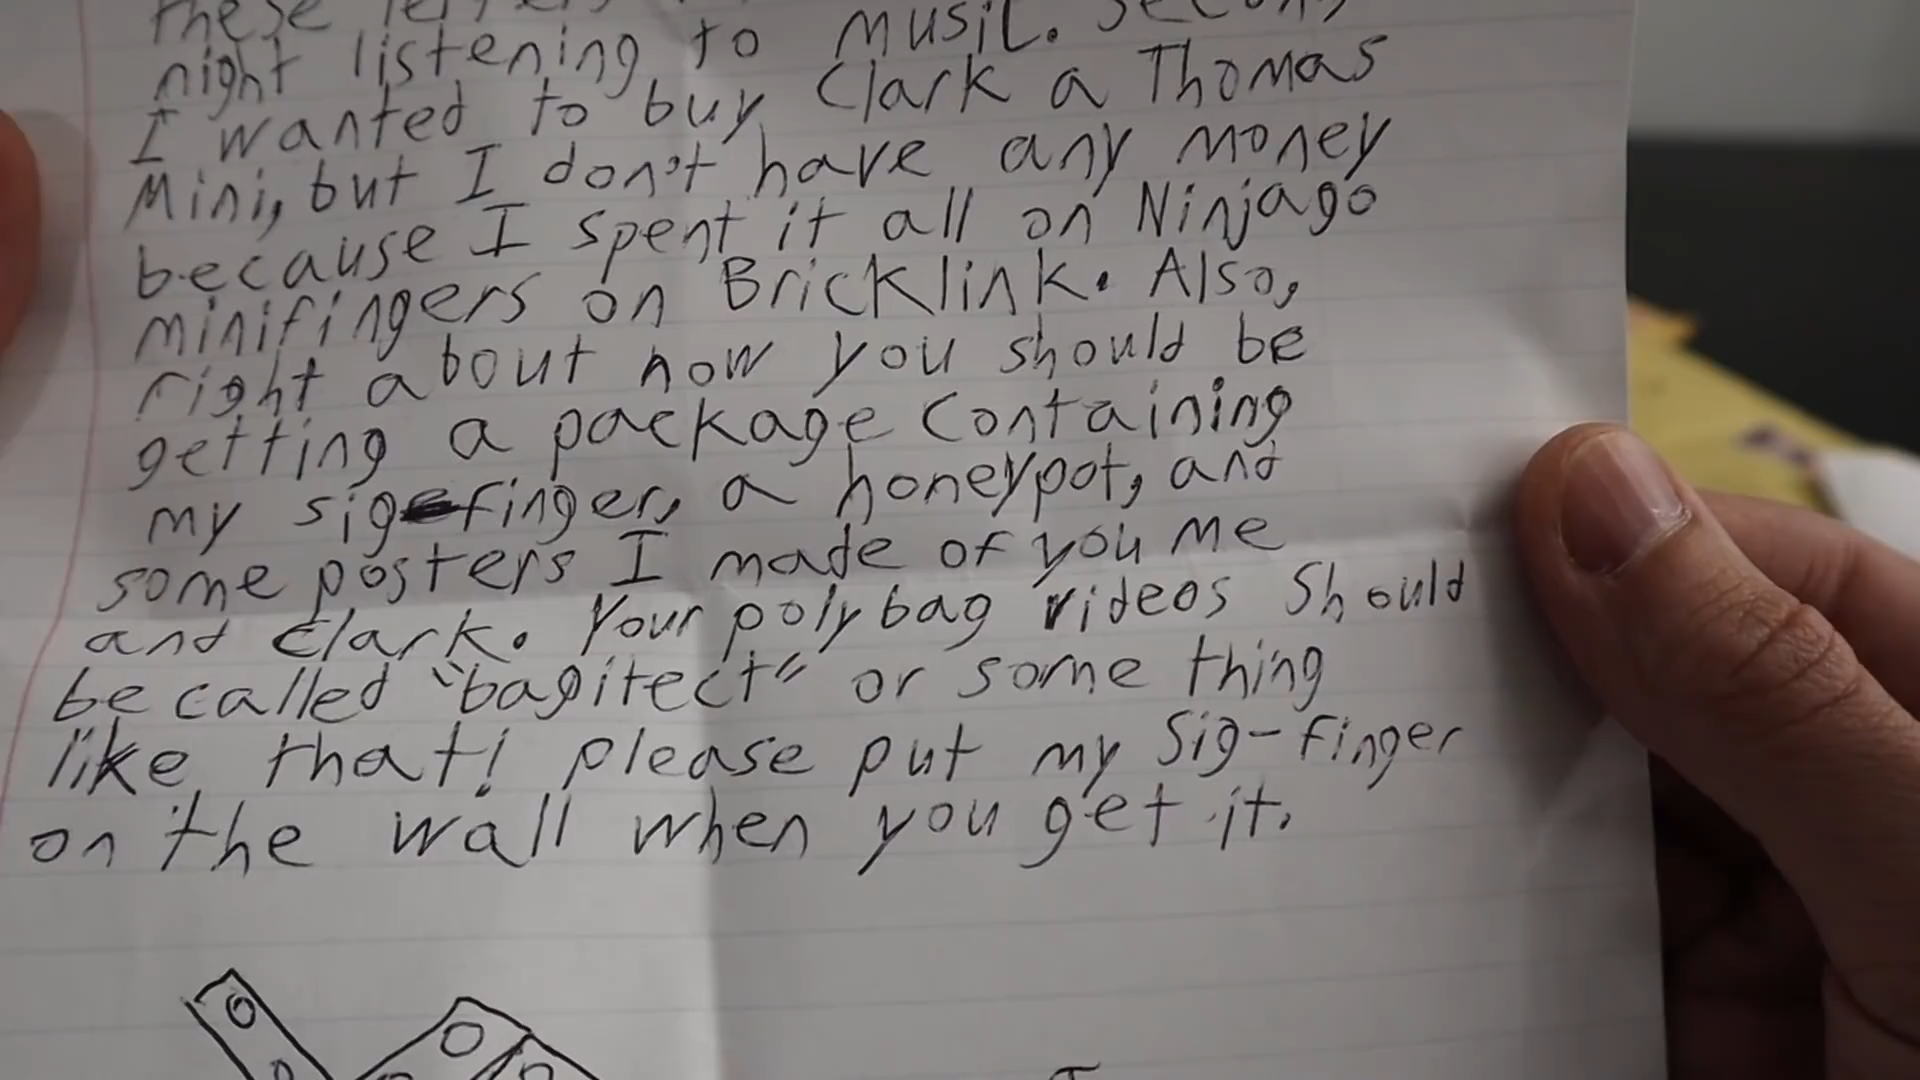 these letters
night listening to music. Second,
I wanted to buy Clark a Thomas
Mini, but I don't have any money
because I spent it all on Ninjago
minifingers on Bricklink. Also,
right about now you should be
getting a package containing
my sigfinger, a honeypot, and
some posters I made of you me
and Clark. Your polybag videos should
be called "bagitect" or some thing
like that! please put my Sig-finger
on the wall when you get it.